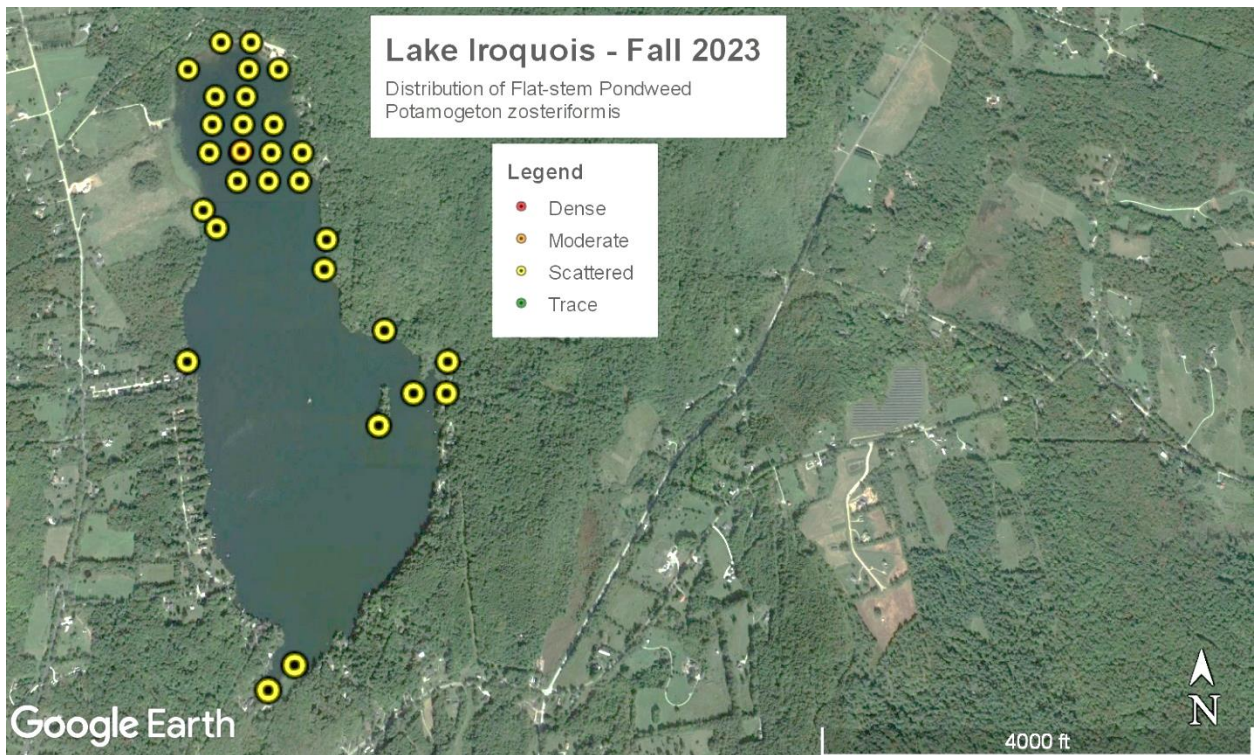 Lake Iroquois - Fall 2023
Distribution of Flat-stem Pondweed
Potamogeton zosteriformis
Legend
Dense
Moderate
Scattered
Trace
Google Earth
4000 ft
N